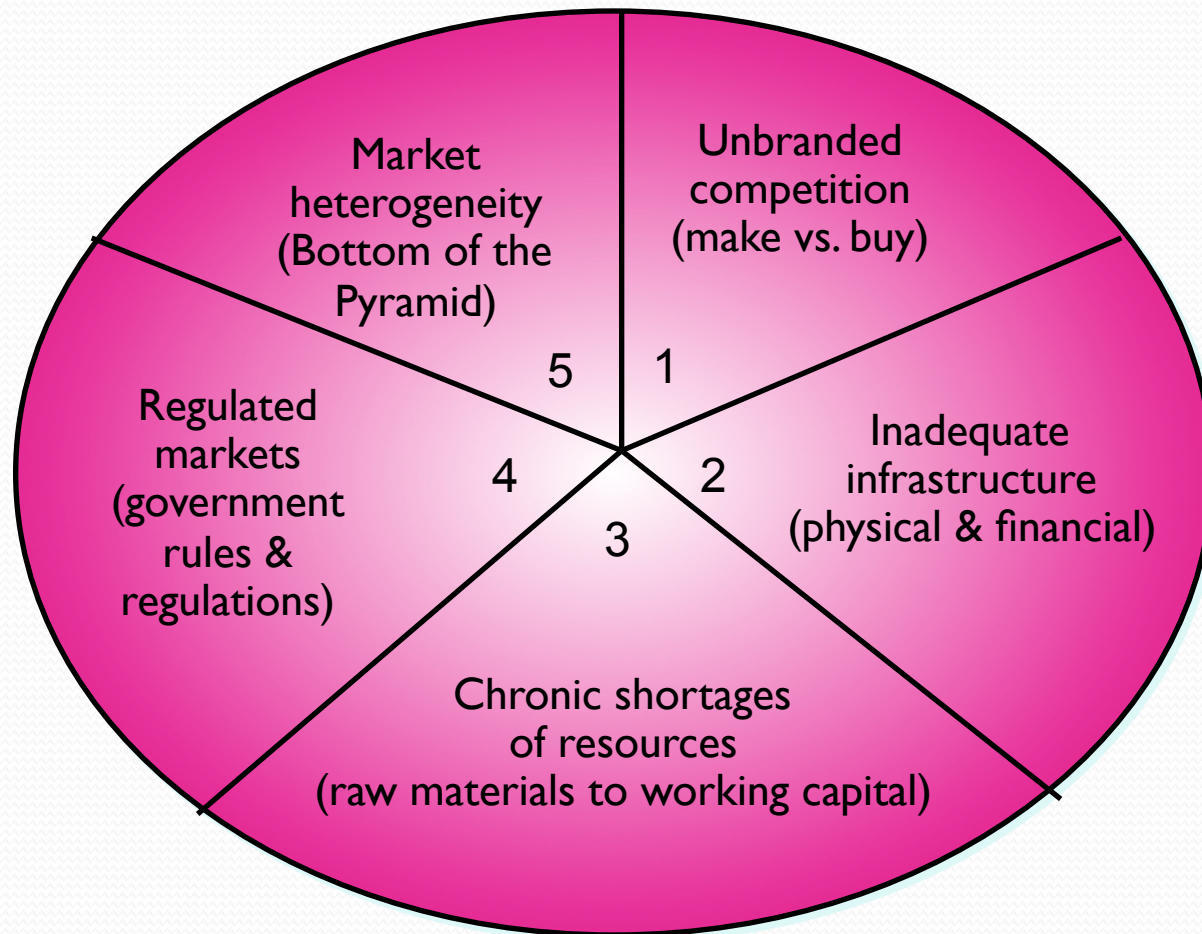 Unbranded
competition
(make vs. buy)
1
Inadequate
infrastructure
(physical & financial)
2
3
Chronic shortages
of resources
(raw materials to working capital)
Regulated
markets
(government
rules &
regulations)
4
Market
heterogeneity
(Bottom of the
Pyramid)
5